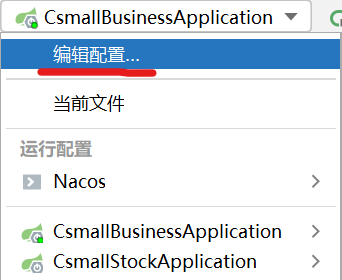 CsmallBusinessApplication
编辑配置...
当前文件
运行配置
Nacos
CsmallBusinessApplication
CsmallStockApplication